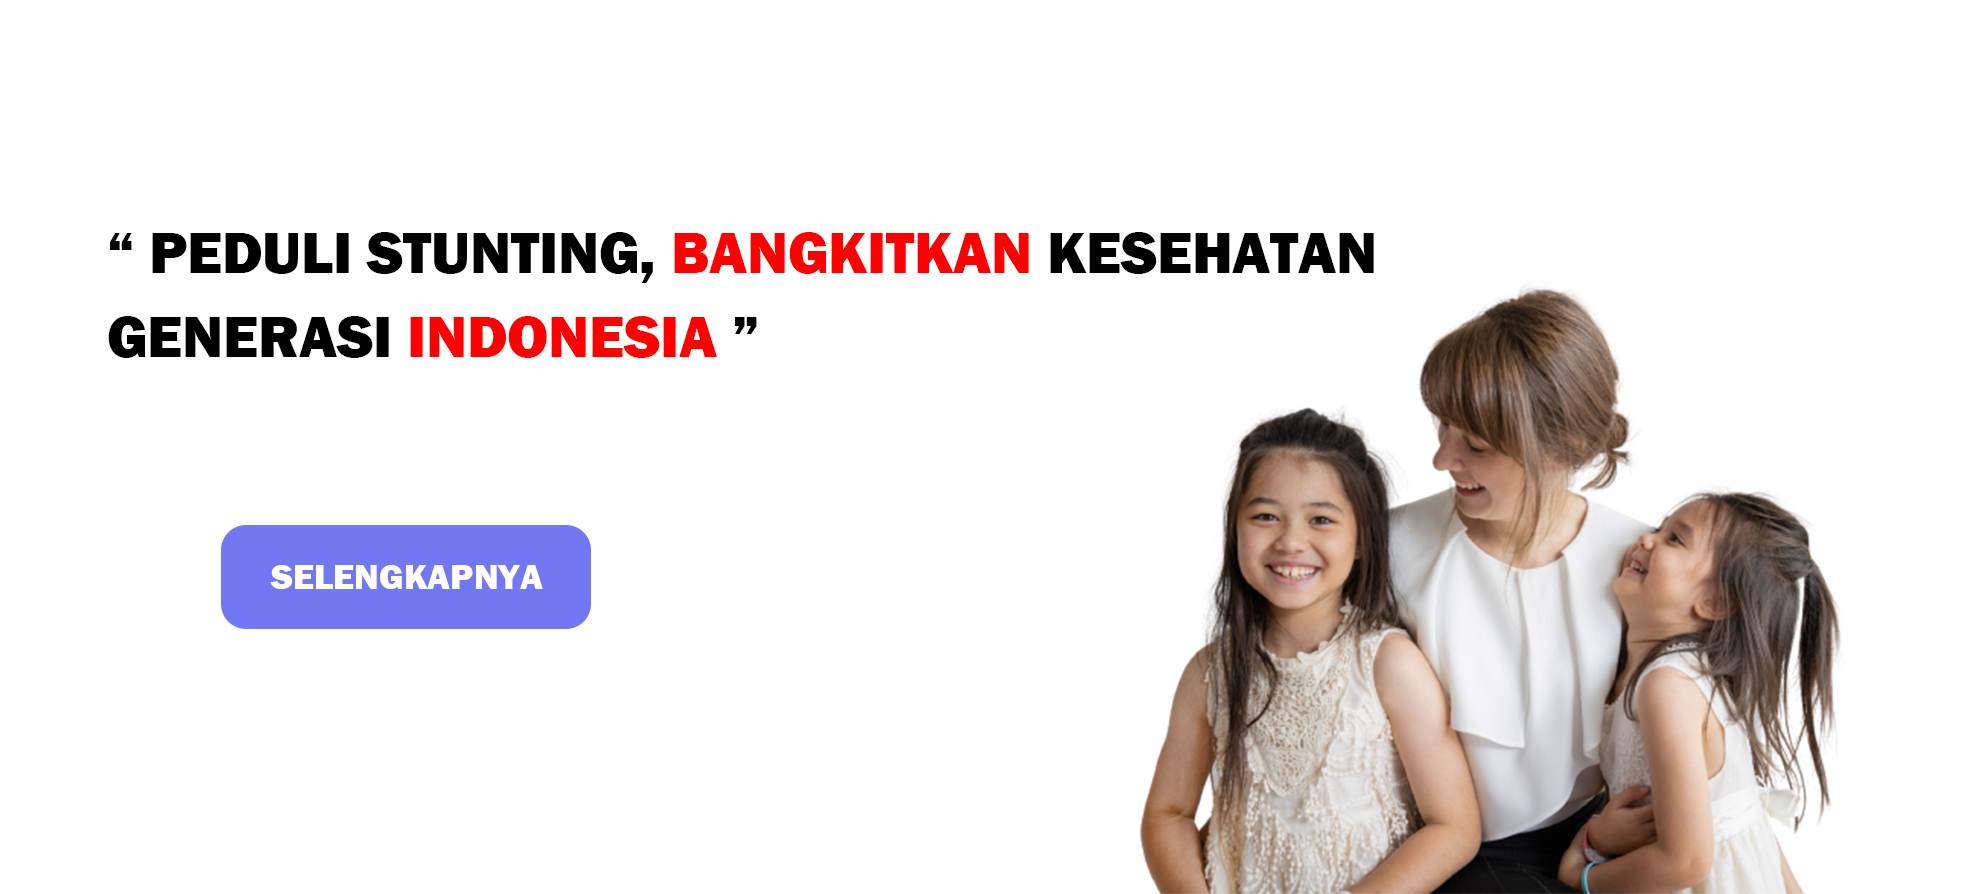 “ PEDULI STUNTING, BANGKITKAN KESEHATAN
GENERASI INDONESIA ”
SELENGKAPNYA